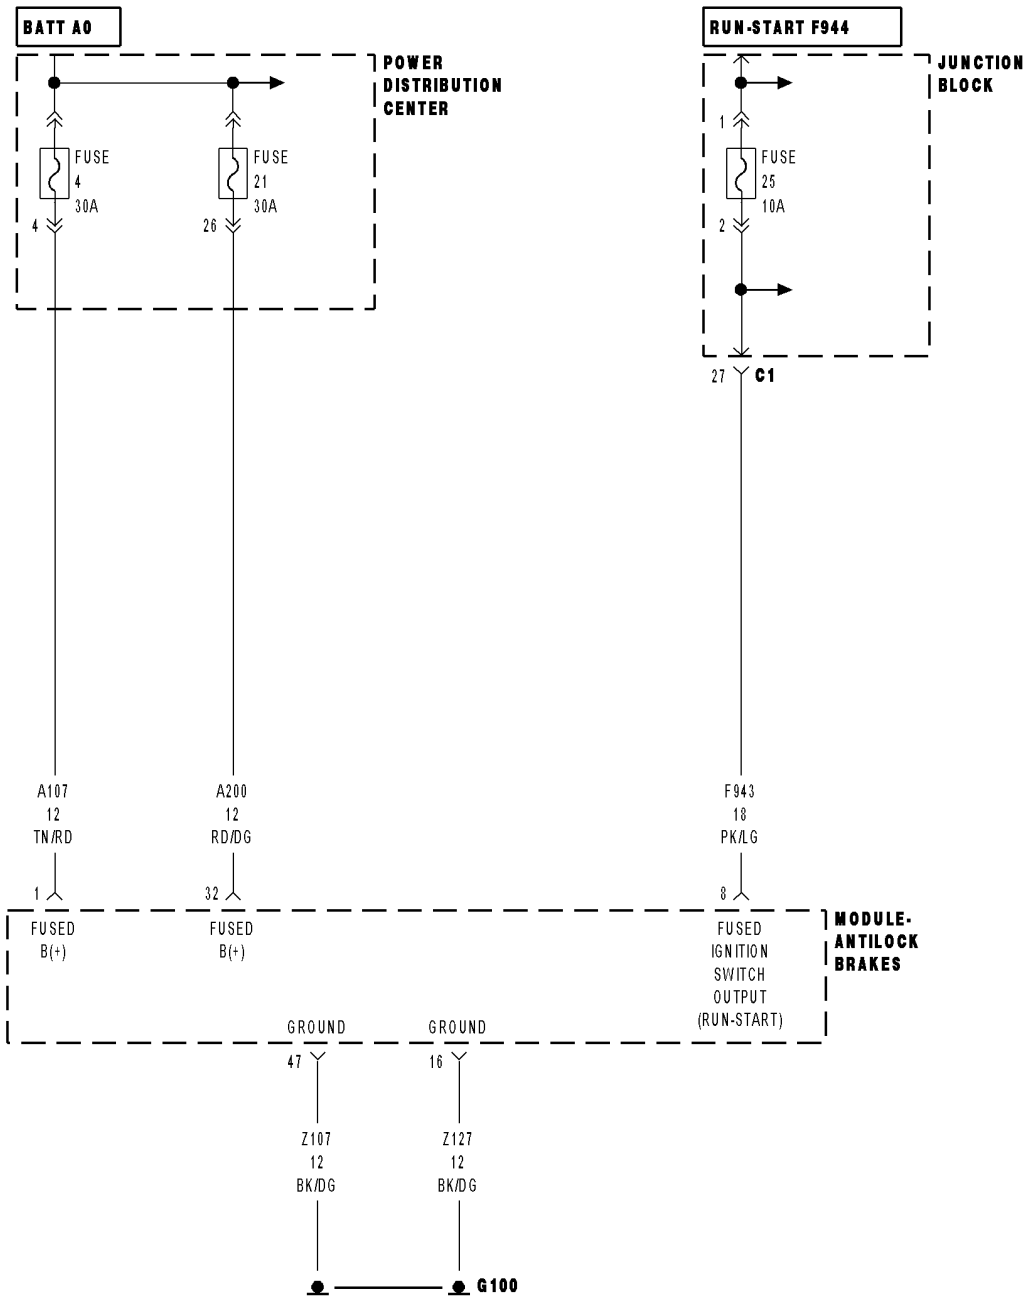 BATT A0
RUN-START F944
POWER
DISTRIBUTION
CENTER
JUNCTION
BLOCK
FUSE
4
30A
4
FUSE
21
30A
26
1
FUSE
25
10A
2
27 C1
A107
12
TN/RD
A200
12
RD/DG
F943
18
PK/LG
1
32
8
FUSED
B(+)
FUSED
B(+)
FUSED
IGNITION
SWITCH
OUTPUT
(RUN-START)
MODULE-
ANTILOCK
BRAKES
GROUND
GROUND
47
16
Z107
12
BK/DG
Z127
12
BK/DG
G100